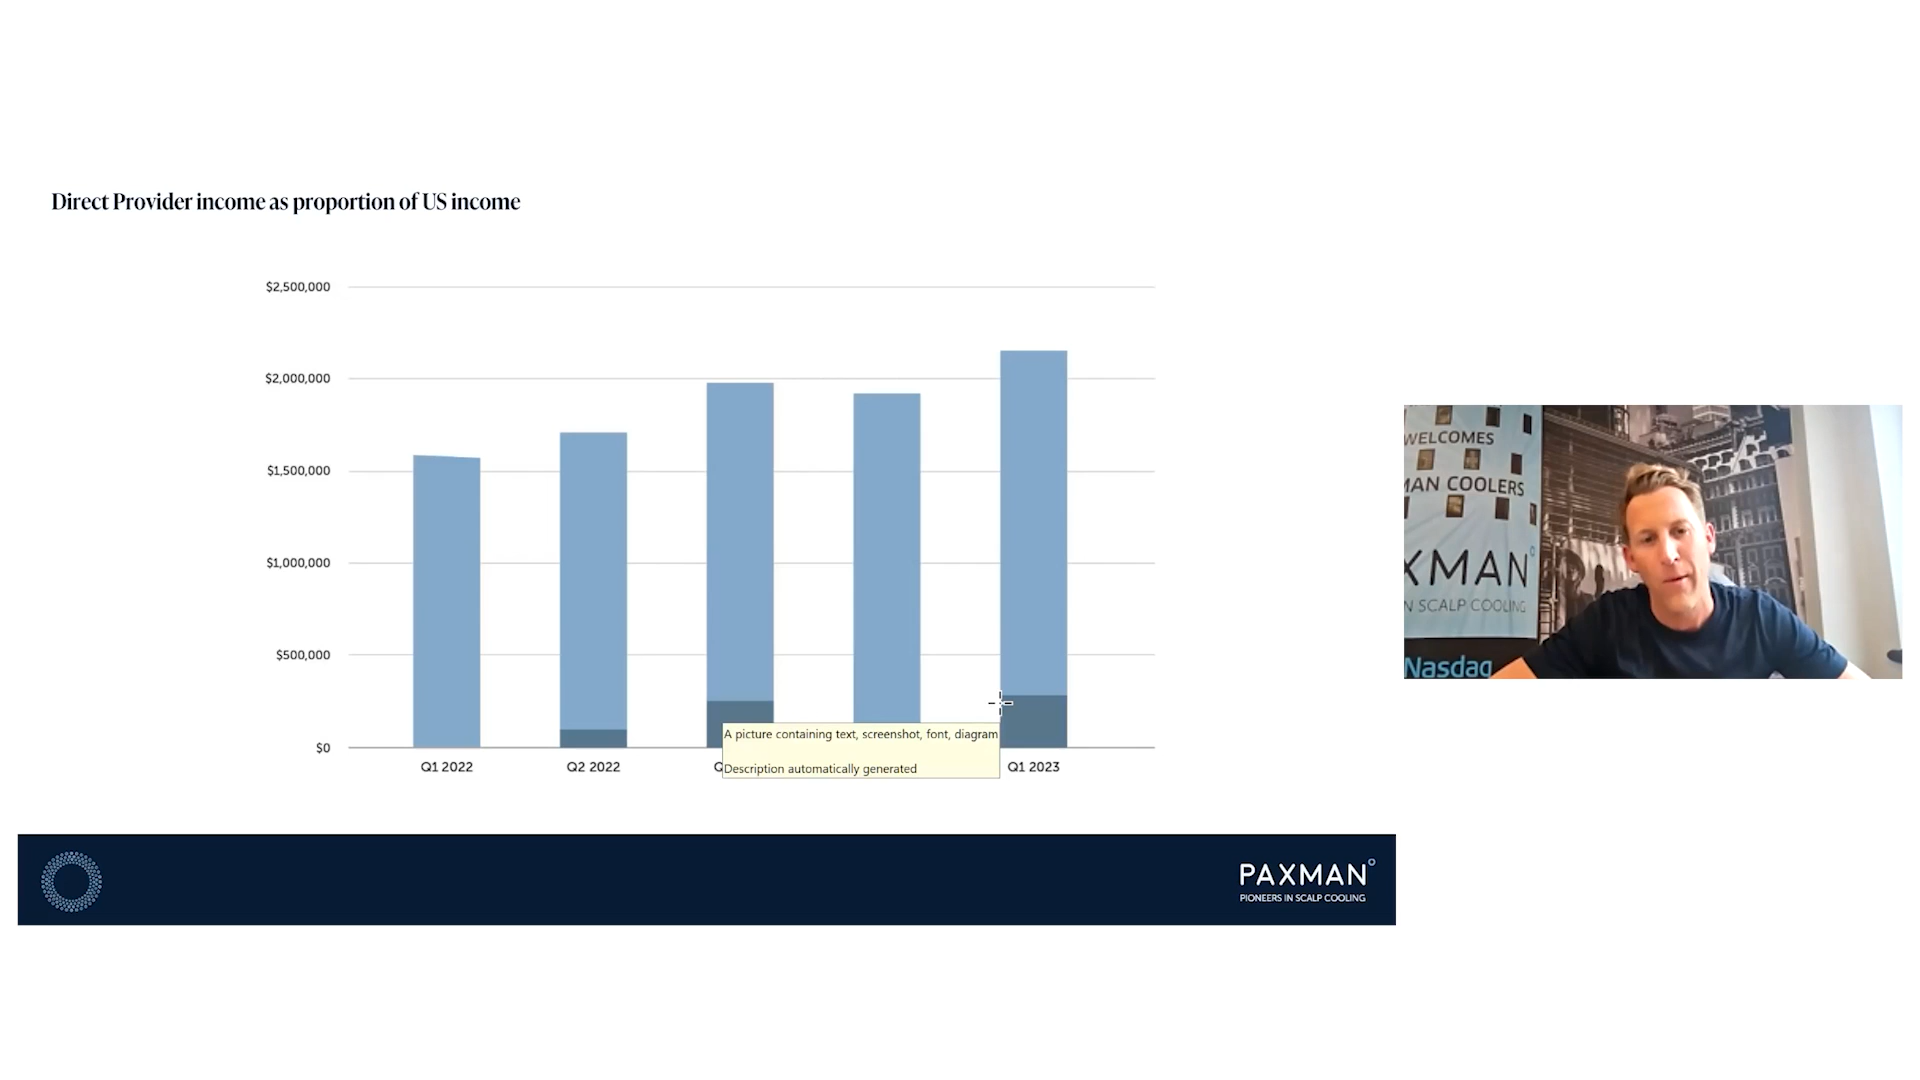 Direct Provider income as proportion of US income
$2,500,000
$2,000,000
$1,500,000
$1,000,000
$500,000
$0
Q1 2022
Q2 2022
Q
Q1 2023
A picture containing text, screenshot, font, diagram
Description automatically generated
PAXMAN°
PIONEERS IN SCALP COOLING
WELCOMES
MAN COOLERS
XMAN°
N SCALP COOLING
Nasdaq